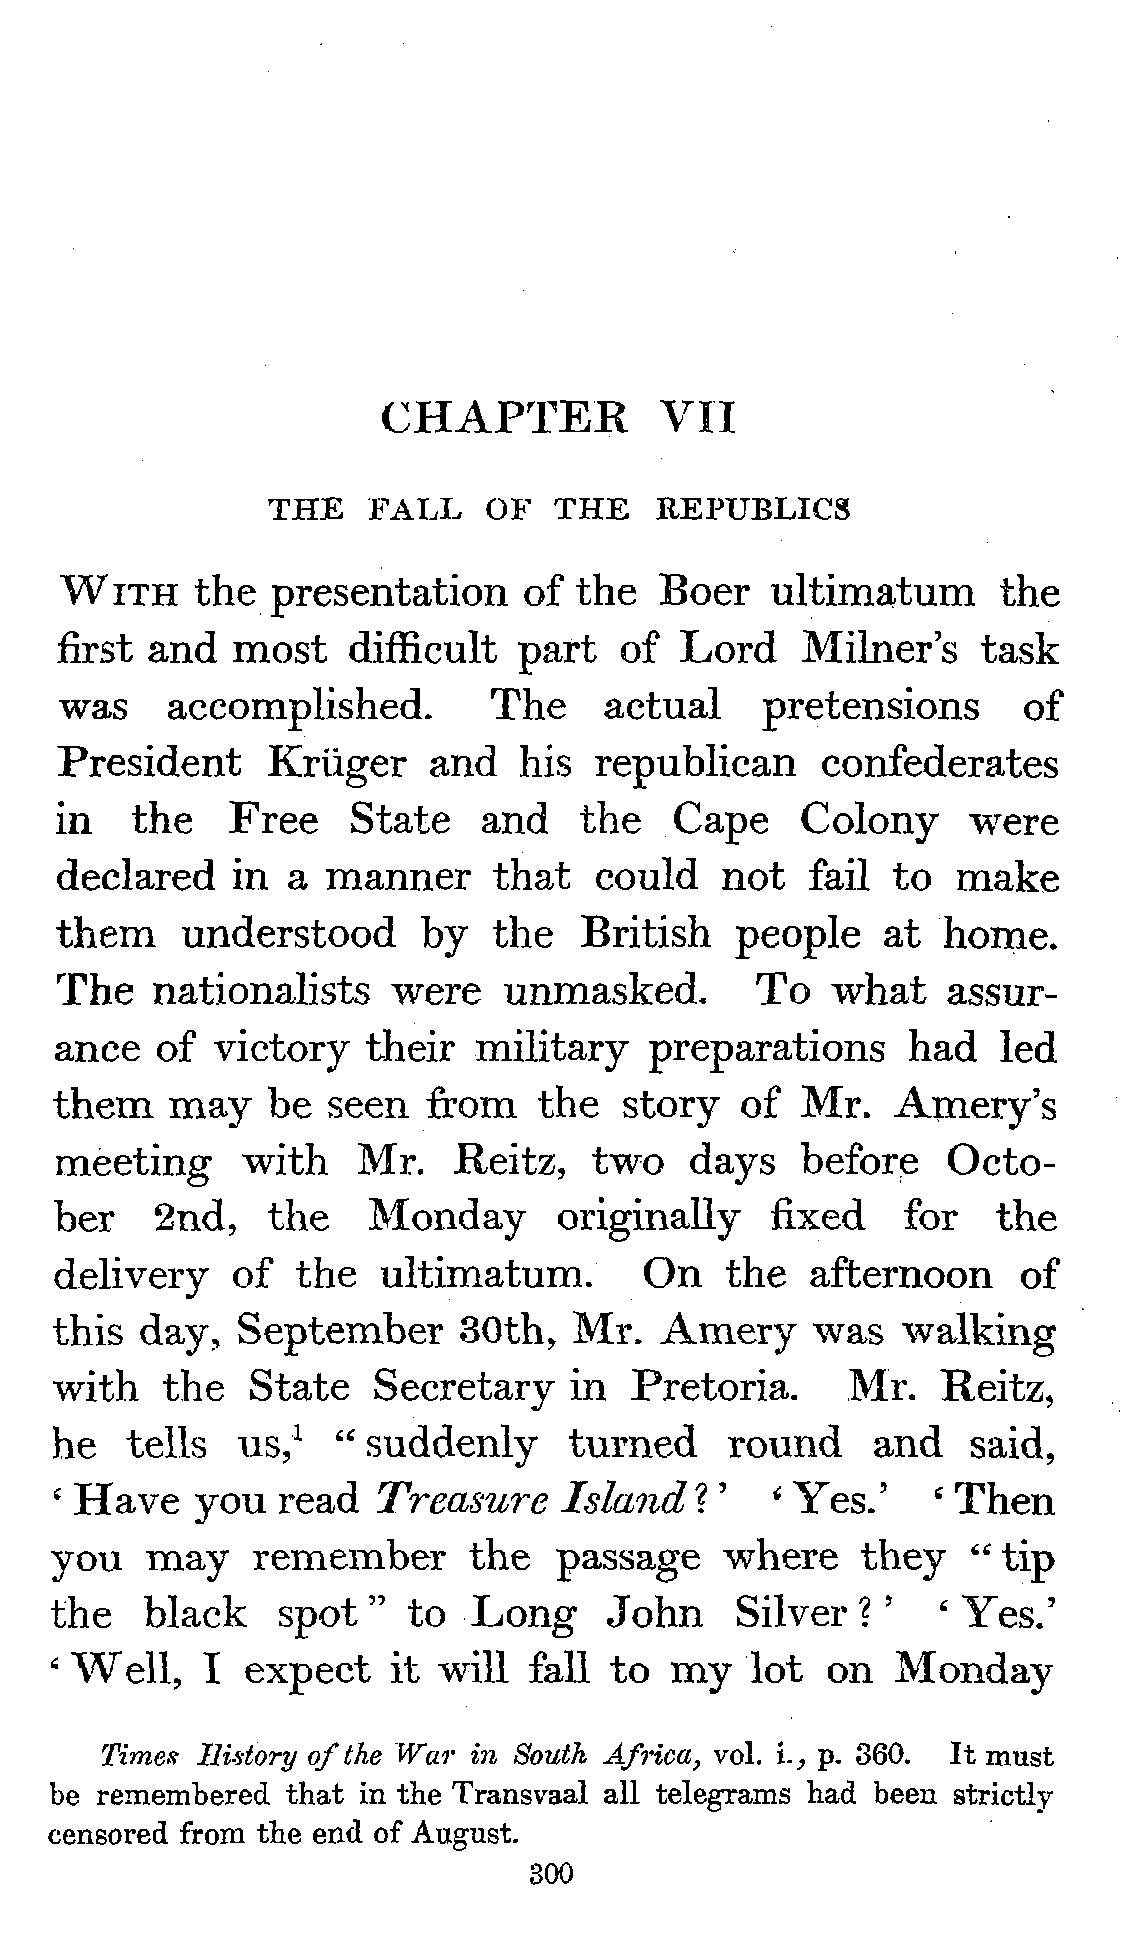 CHAPTER VII
THE FALL OF THE REPUBLICS
WITH the presentation of the Boer ultimatum the
first and most difficult part of Lord Milner's task
was accomplished. The actual pretensions of
President Krüger and his republican confederates
in the Free State and the Cape Colony were
declared in a manner that could not fail to make
them understood by the British people at home.
The nationalists were unmasked. To what assur-
ance of victory their military preparations had led
them may be seen from the story of Mr. Amery's
meeting with Mr. Reitz, two days before Octo-
ber 2nd, the Monday originally fixed for the
delivery of the ultimatum. On the afternoon of
this day, September 30th, Mr. Amery was walking
with the State Secretary in Pretoria. Mr. Reitz,
he tells us,¹ “suddenly turned round and said,
‘Have you read Treasure Island?’ ‘Yes.’ ‘Then
you may remember the passage where they “tip
the black spot” to Long John Silver?’ ‘Yes.’
‘Well, I expect it will fall to my lot on Monday
Times History of the War in South Africa, vol. i., p. 360. It must
be remembered that in the Transvaal all telegrams had been strictly
censored from the end of August.
300